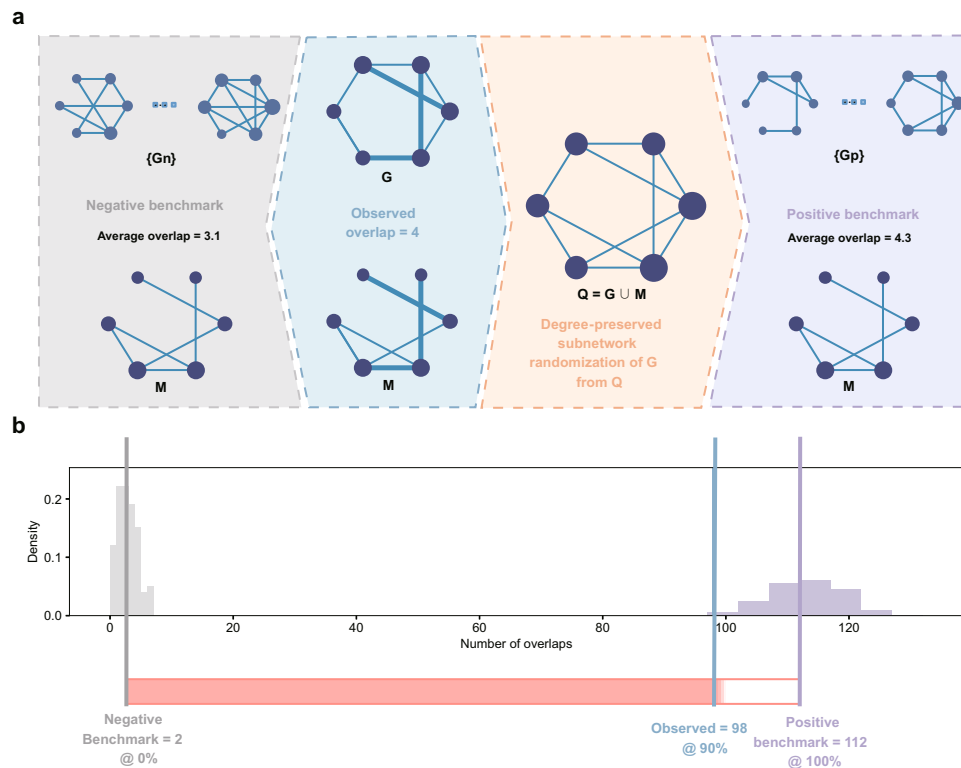 a
{Gn}
Negative benchmark
Average overlap = 3.1
M
G
Observed
overlap = 4
M
Q = G ∪ M
Degree-preserved
subnetwork
randomization of G
from Q
{Gp}
Positive benchmark
Average overlap = 4.3
M
b
Density
0.2
0.1
0.0
0 20 40 60 80 100 120
Number of overlaps
Negative
Benchmark = 2
@ 0%
Observed = 98
@ 90%
Positive
benchmark = 112
@ 100%